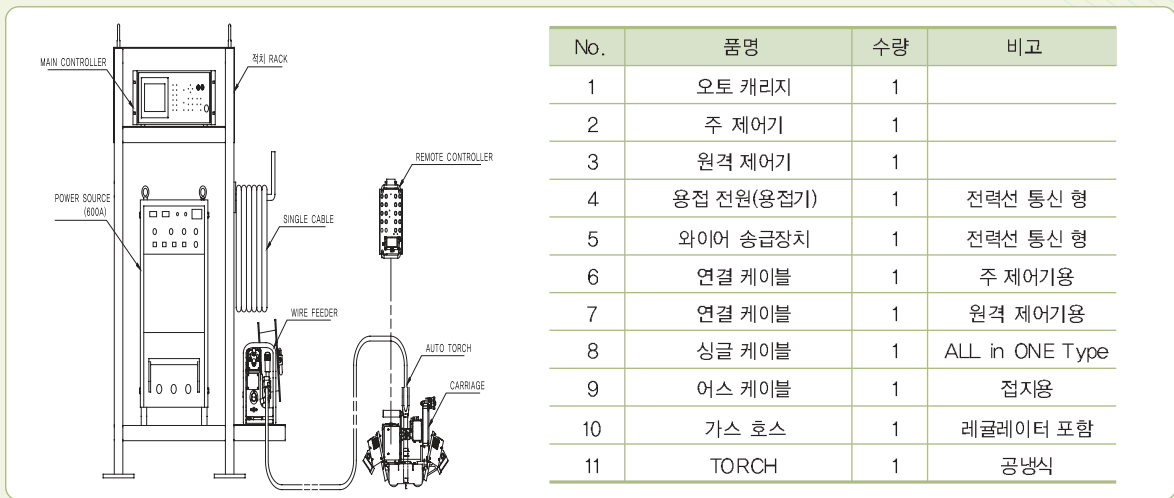 MAIN CONTROLLER
적치 RACK
REMOTE CONTROLLER
POWER SOURCE
(600A)
SINGLE CABLE
WIRE FEEDER
AUTO TORCH
CARRIAGE
No. 품명 수량 비고
1 오토 캐리지 1
2 주 제어기 1
3 원격 제어기 1
4 용접 전원(용접기) 1 전력선 통신 형
5 와이어 송급장치 1 전력선 통신 형
6 연결 케이블 1 주 제어기용
7 연결 케이블 1 원격 제어기용
8 싱글 케이블 1 ALL in ONE Type
9 어스 케이블 1 접지용
10 가스 호스 1 레귤레이터 포함
11 TORCH 1 공냉식